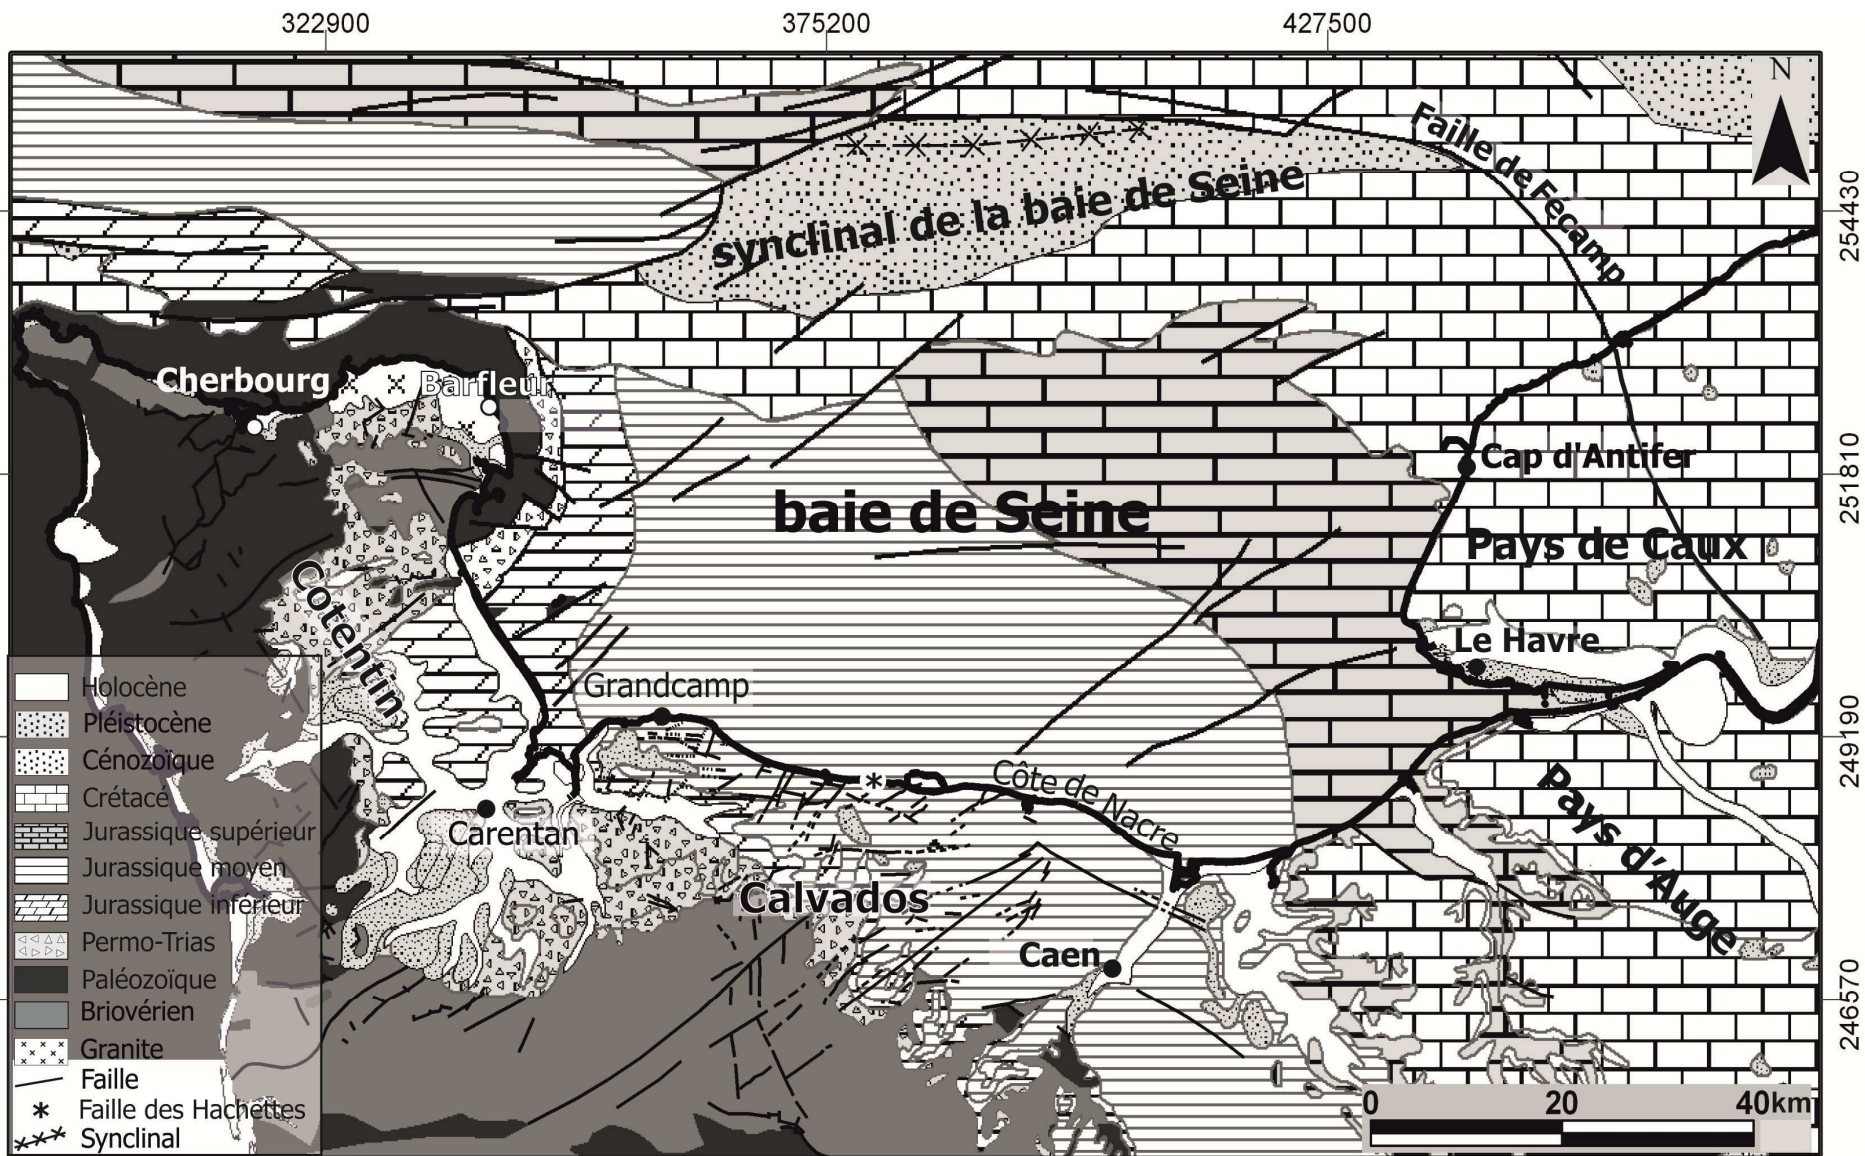 322900
375200
427500
N
Faille de Fécamp
synclinal de la baie de Seine
254430
Cherbourg
Barfleur
Cap d'Antifer
251810
baie de Seine
Pays de Caux
Cotentin
Le Havre
Grandcamp
249190
*
Côte de Nacre
Carentan
Pays d'Auge
Calvados
Caen
246570
Holocène
Pléistocène
Cénozoïque
Crétacé
Jurassique supérieur
Jurassique moyen
Jurassique inférieur
Permo-Trias
Paléozoïque
Briovérien
Granite
Faille
* Faille des Hachettes
Synclinal
0 20 40km